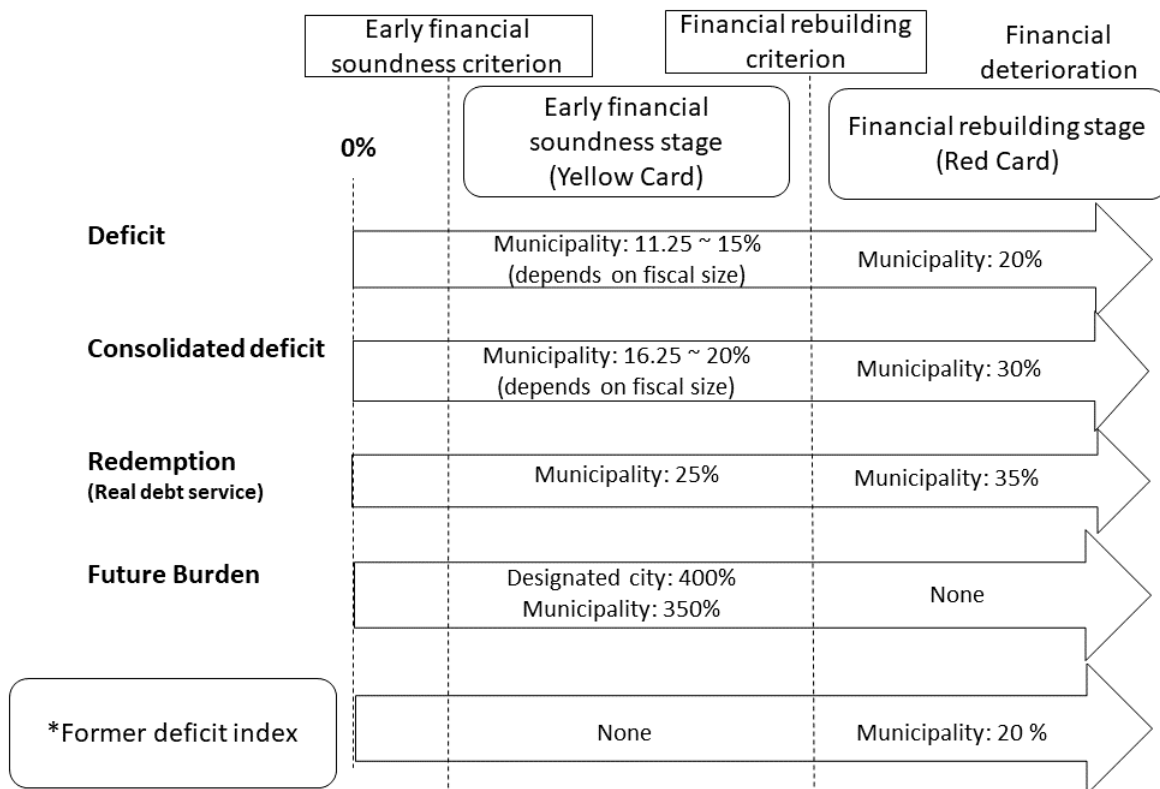 Early financial
soundness criterion
Financial rebuilding
criterion
Financial
deterioration
0%
Early financial
soundness stage
(Yellow Card)
Financial rebuilding stage
(Red Card)
Deficit
Municipality: 11.25 ~ 15%
(depends on fiscal size)
Municipality: 20%
Consolidated deficit
Municipality: 16.25 ~ 20%
(depends on fiscal size)
Municipality: 30%
Redemption
(Real debt service)
Municipality: 25%
Municipality: 35%
Future Burden
Designated city: 400%
Municipality: 350%
None
*Former deficit index
None
Municipality: 20 %